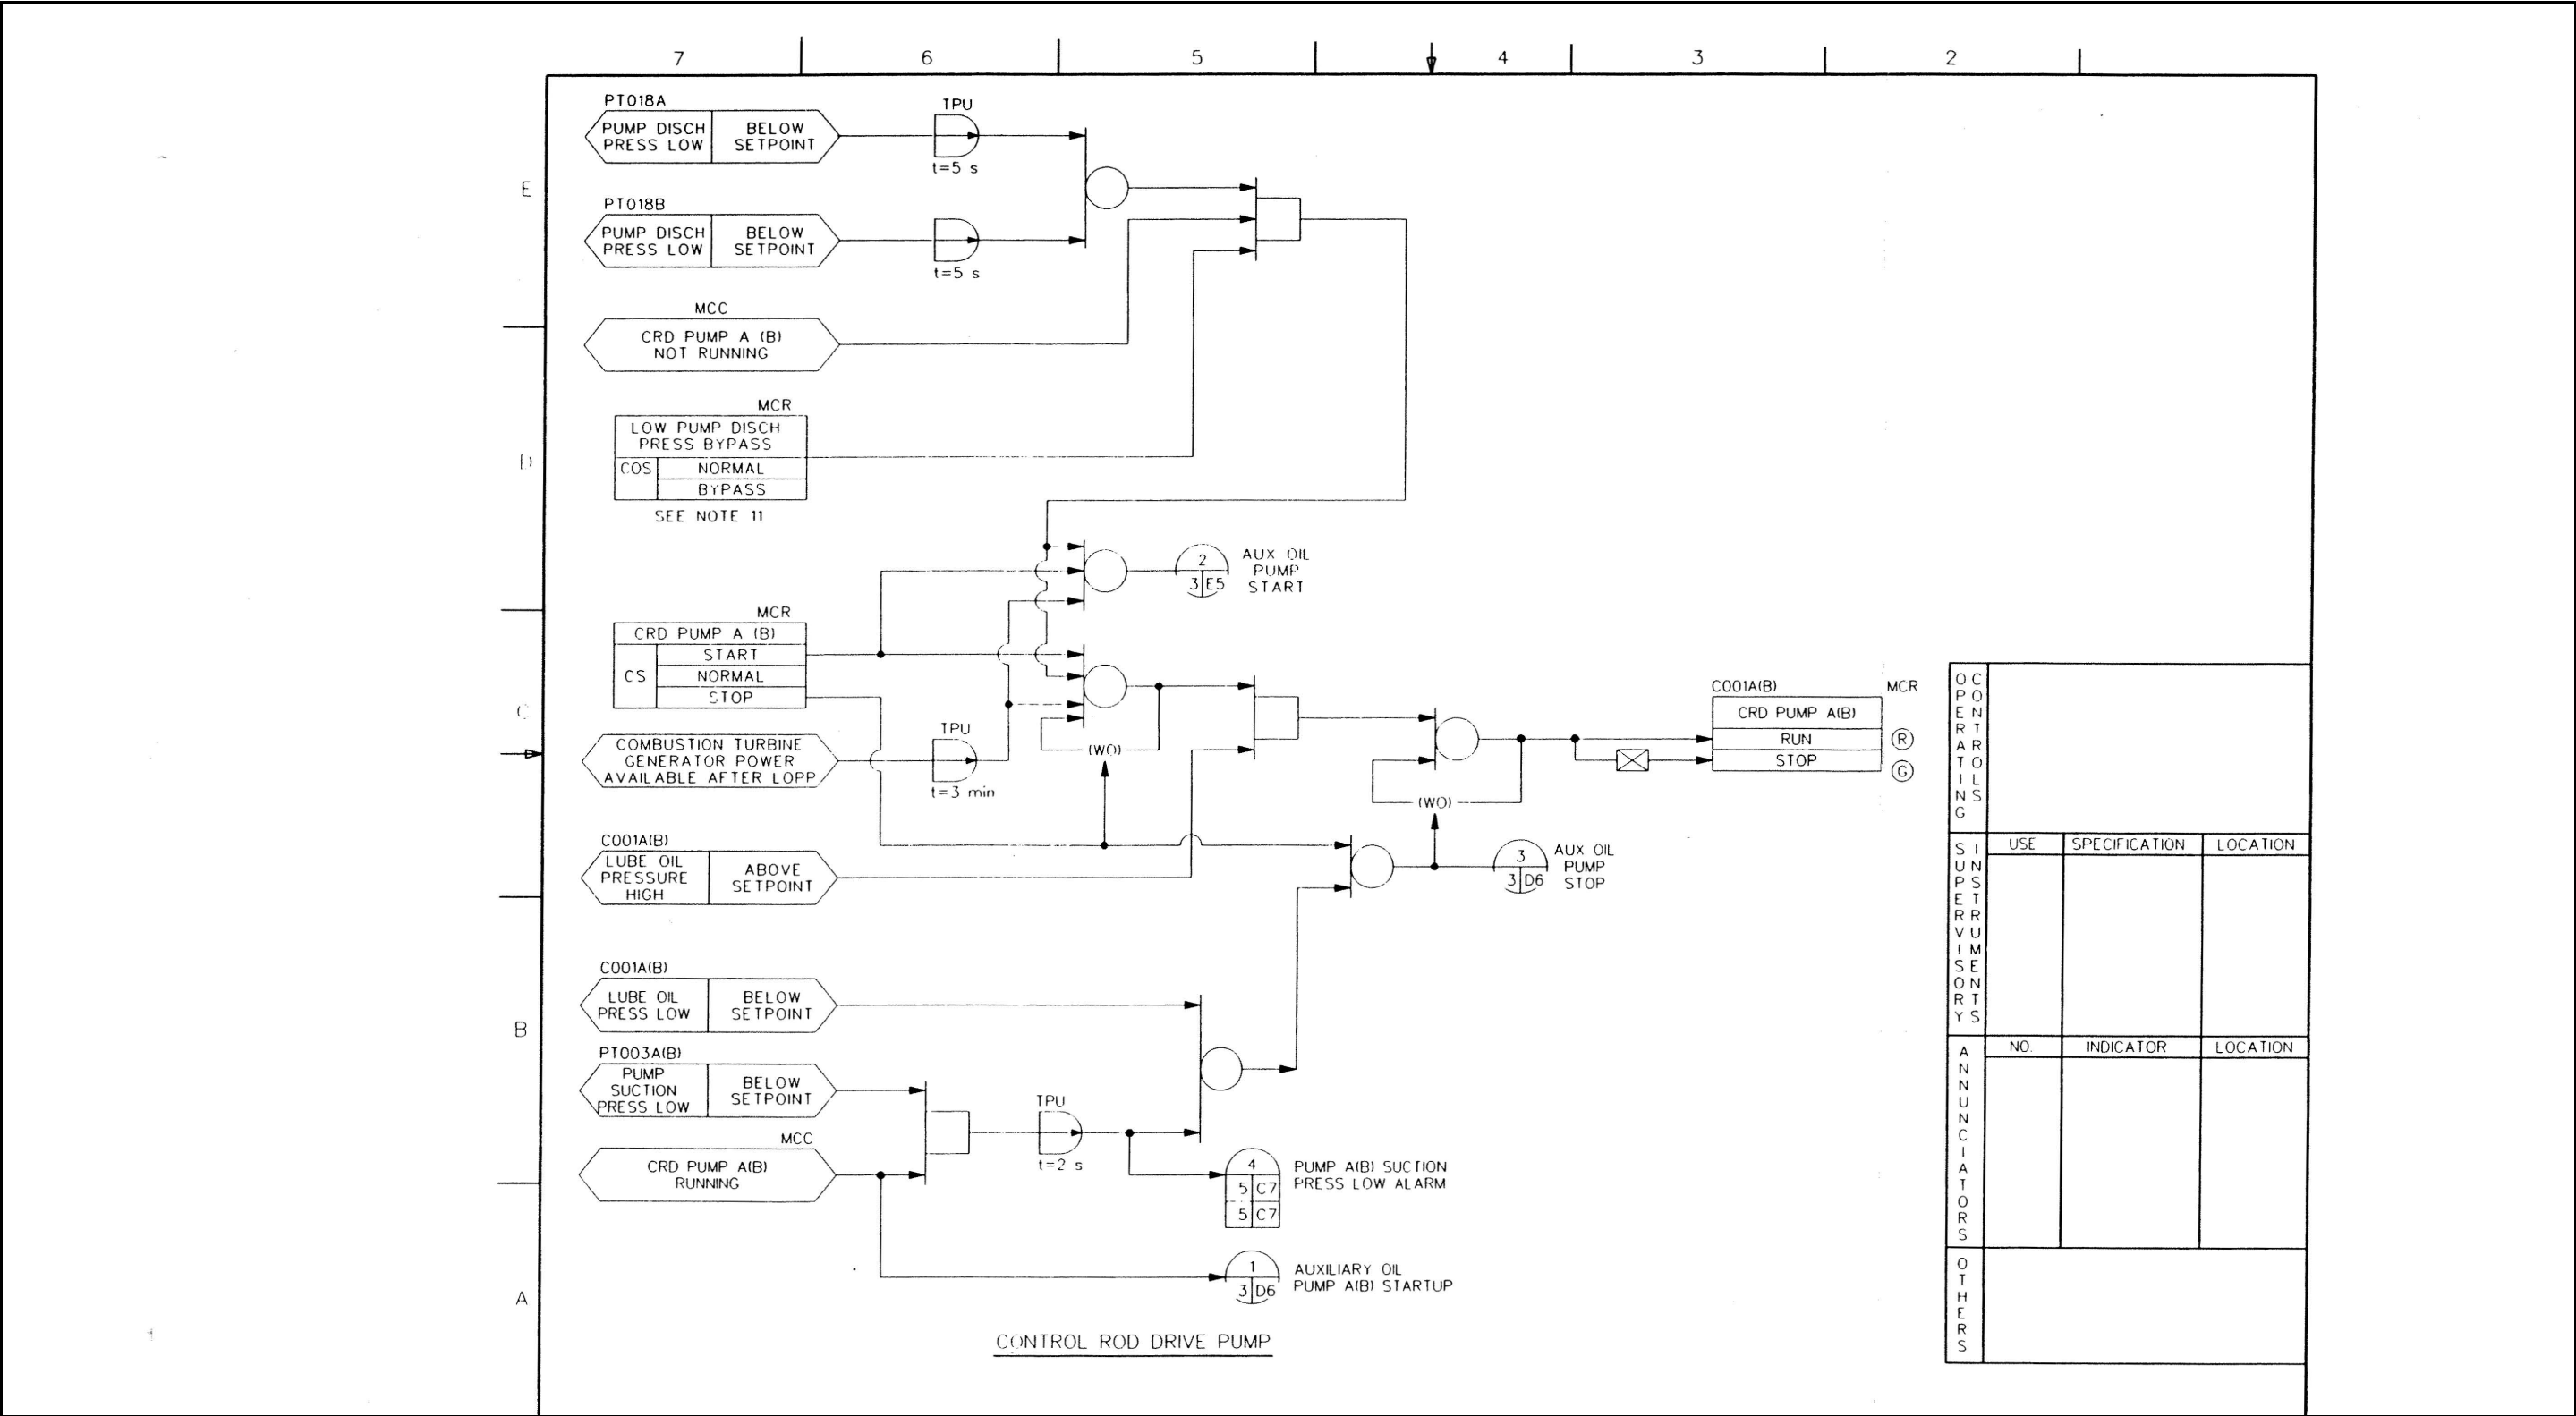 7 6 5 4 3 2
E
D
C
B
A
PT018A
PUMP DISCH
PRESS LOW
BELOW
SETPOINT
TPU
t=5 s
PT018B
PUMP DISCH
PRESS LOW
BELOW
SETPOINT
t=5 s
MCC
CRD PUMP A (B)
NOT RUNNING
MCR
LOW PUMP DISCH
PRESS BYPASS
COS
NORMAL
BYPASS
SEE NOTE 11
2
3 E5
AUX OIL
PUMP
START
MCR
CRD PUMP A (B)
CS
START
NORMAL
STOP
COMBUSTION TURBINE
GENERATOR POWER
AVAILABLE AFTER LOPP
TPU
t=3 min
(WO)
(WO)
C001A(B)
MCR
CRD PUMP A(B)
RUN
STOP
R
G
C001A(B)
LUBE OIL
PRESSURE
HIGH
ABOVE
SETPOINT
3
3 D6
AUX OIL
PUMP
STOP
C001A(B)
LUBE OIL
PRESS LOW
BELOW
SETPOINT
PT003A(B)
PUMP
SUCTION
PRESS LOW
BELOW
SETPOINT
MCC
CRD PUMP A(B)
RUNNING
TPU
t=2 s
4
5 C7
5 C7
PUMP A(B) SUCTION
PRESS LOW ALARM
1
3 D6
AUXILIARY OIL
PUMP A(B) STARTUP
CONTROL ROD DRIVE PUMP
OPERATING
CONTROLS
SUPERVISORY
INSTRUMENTS
USE SPECIFICATION LOCATION
ANNUNCIATORS
NO. INDICATOR LOCATION
OTHERS